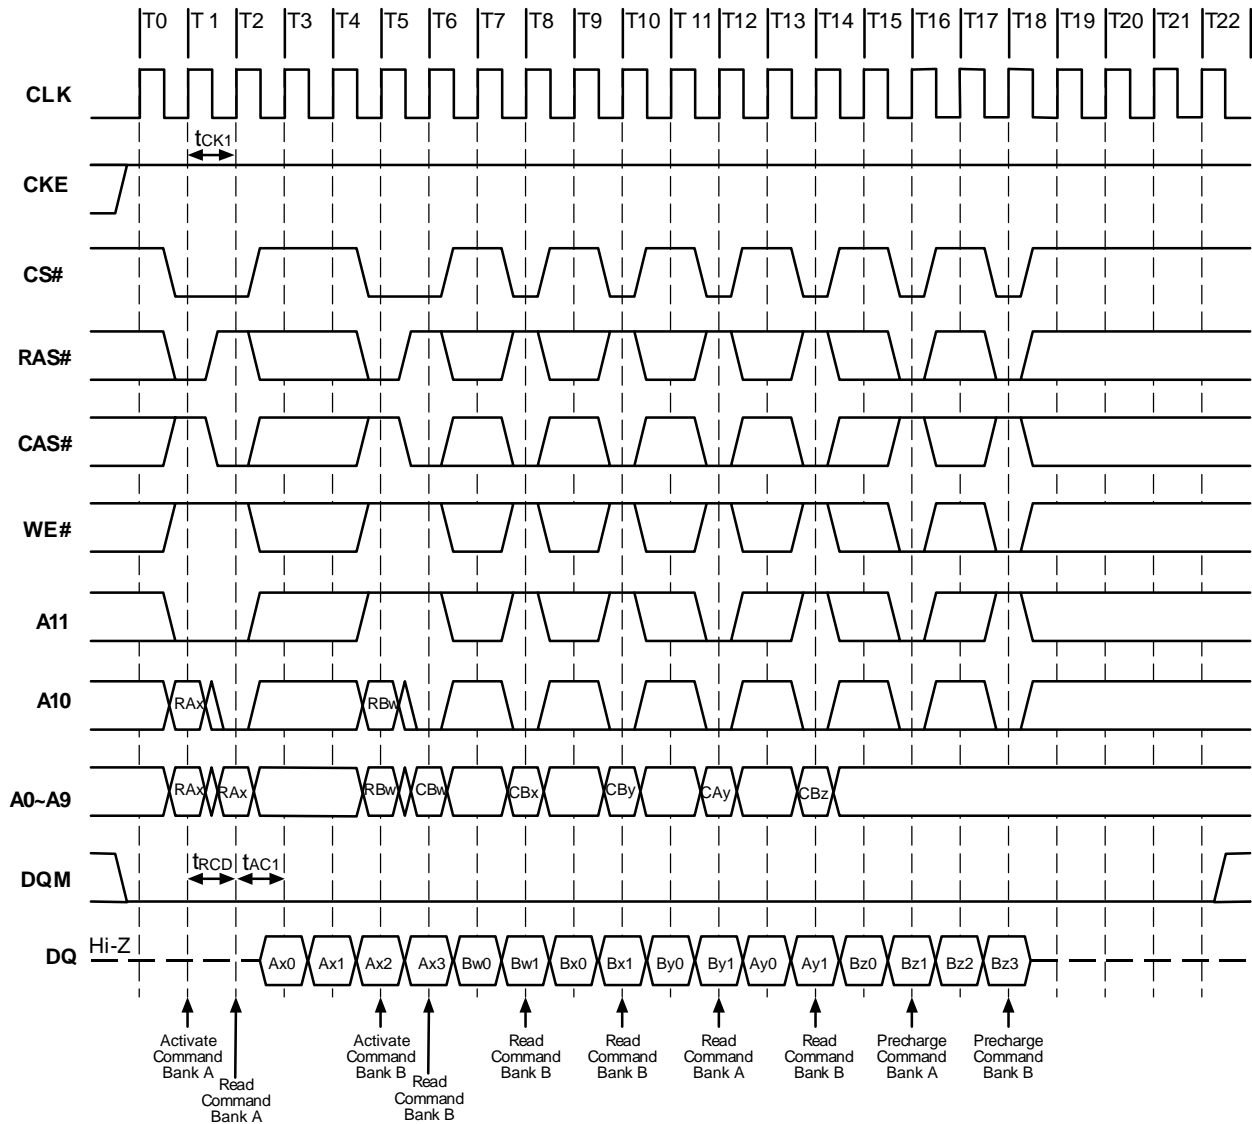 T0 T 1 T2 T3 T4 T5 T6 T7 T8 T9 T10 T 11 T12 T13 T14 T15 T16 T17 T18 T19 T20 T21 T22
CLK
tCK1
CKE
CS#
RAS#
CAS#
WE#
A11
A10
RAx RBw
A0~A9
RAx RAx RBw CBw CBx CBy CAy CBz
DQM
tRCD tAC1
DQ
Hi-Z
Ax0 Ax1 Ax2 Ax3 Bw0 Bw1 Bx0 Bx1 By0 By1 Ay0 Ay1 Bz0 Bz1 Bz2 Bz3
Activate
Command
Bank A
Read
Command
Bank A
Activate
Command
Bank B
Read
Command
Bank B
Read
Command
Bank B
Read
Command
Bank B
Read
Command
Bank A
Read
Command
Bank B
Precharge
Command
Bank A
Precharge
Command
Bank B